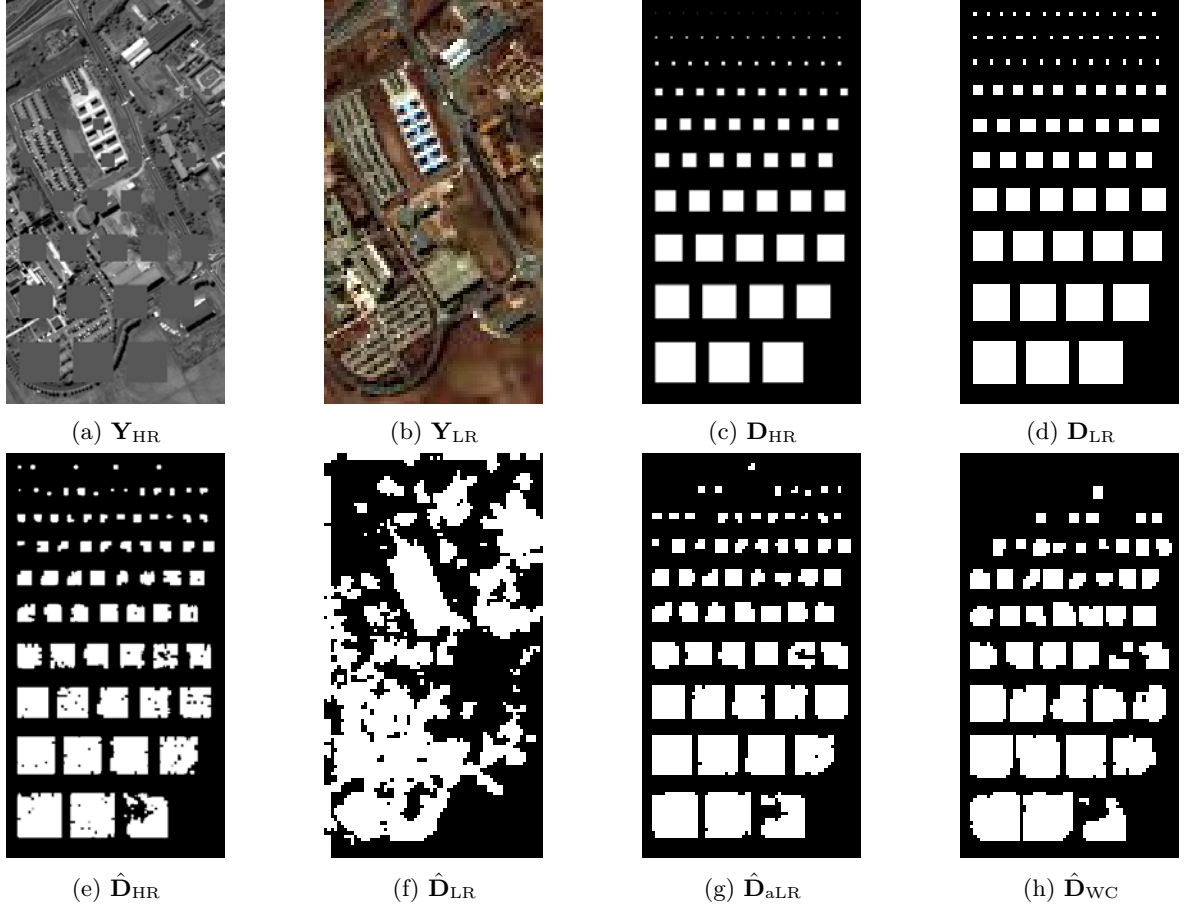 (a) Y_HR
(b) Y_LR
(c) D_HR
(d) D_LR
(e) D̂_HR
(f) D̂_LR
(g) D̂_aLR
(h) D̂_WC